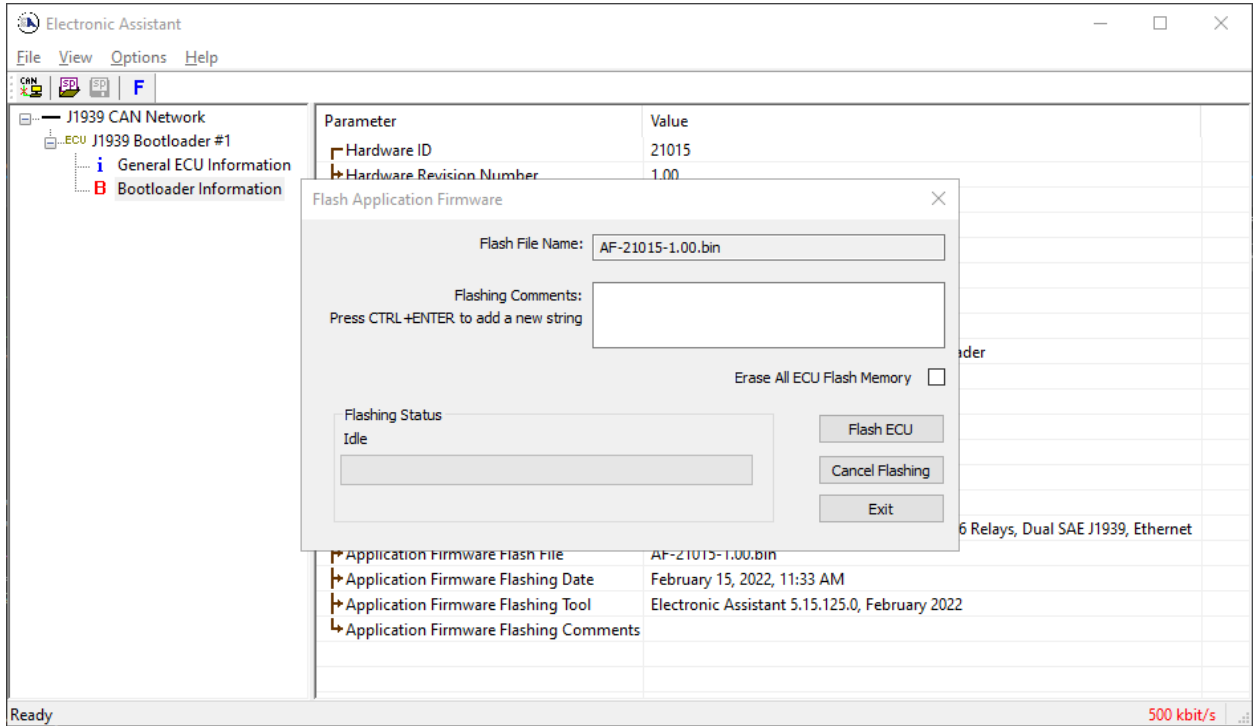 Electronic Assistant
File View Options Help
CAN SP SP F
J1939 CAN Network
ECU J1939 Bootloader #1
i General ECU Information
B Bootloader Information
Parameter Value
Hardware ID 21015
Hardware Revision Number 1.00
Flash Application Firmware
Flash File Name: AF-21015-1.00.bin
Flashing Comments:
Press CTRL+ENTER to add a new string
ader
Erase All ECU Flash Memory
Flashing Status
Idle
Flash ECU
Cancel Flashing
Exit
6 Relays, Dual SAE J1939, Ethernet
Application Firmware Flash File AF-21015-1.00.bin
Application Firmware Flashing Date February 15, 2022, 11:33 AM
Application Firmware Flashing Tool Electronic Assistant 5.15.125.0, February 2022
Application Firmware Flashing Comments
Ready 500 kbit/s